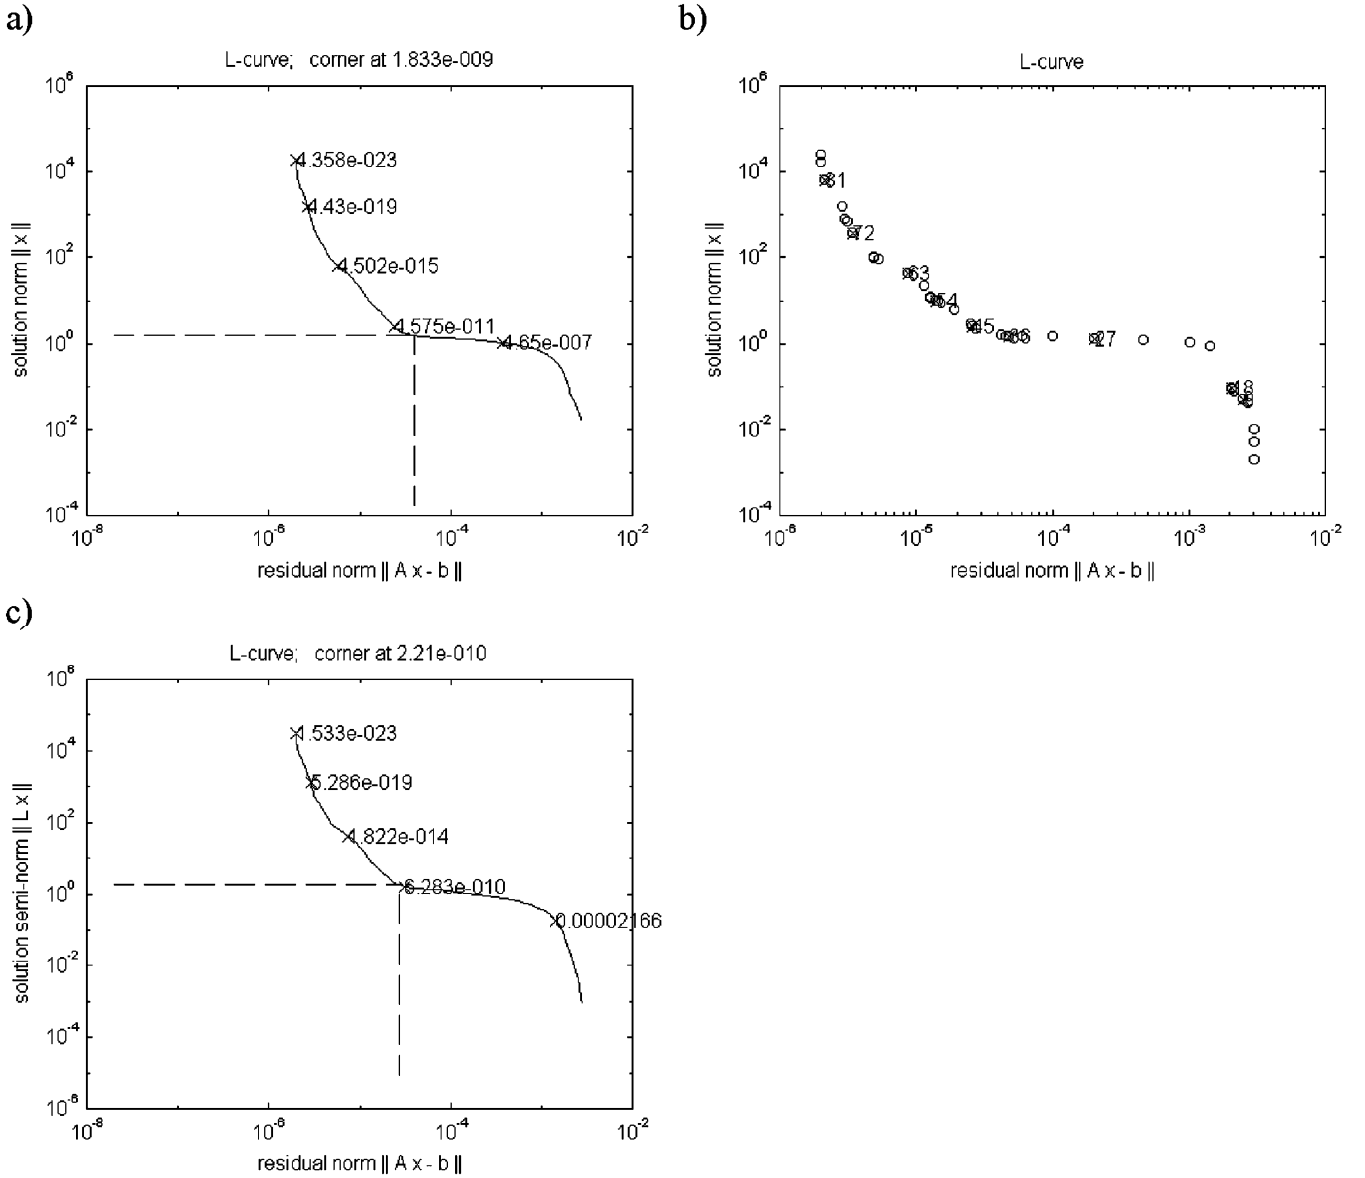 a)
L-curve; corner at 1.833e-009
10^6
10^4
10^2
10^0
10^-2
10^-4
solution norm || x ||
4.358e-023
4.43e-019
4.502e-015
4.575e-011
4.65e-007
10^-8
10^-6
10^-4
10^-2
residual norm || A x - b ||
b)
L-curve
10^6
10^4
10^2
10^0
10^-2
10^-4
solution norm || x ||
81
72
63
54
45
36
27
18
10^-6
10^-5
10^-4
10^-3
10^-2
residual norm || A x - b ||
c)
L-curve; corner at 2.21e-010
10^6
10^4
10^2
10^0
10^-2
10^-4
10^-6
solution semi-norm || L x ||
1.533e-023
5.286e-019
1.822e-014
6.283e-010
0.00002166
10^-8
10^-6
10^-4
10^-2
residual norm || A x - b ||